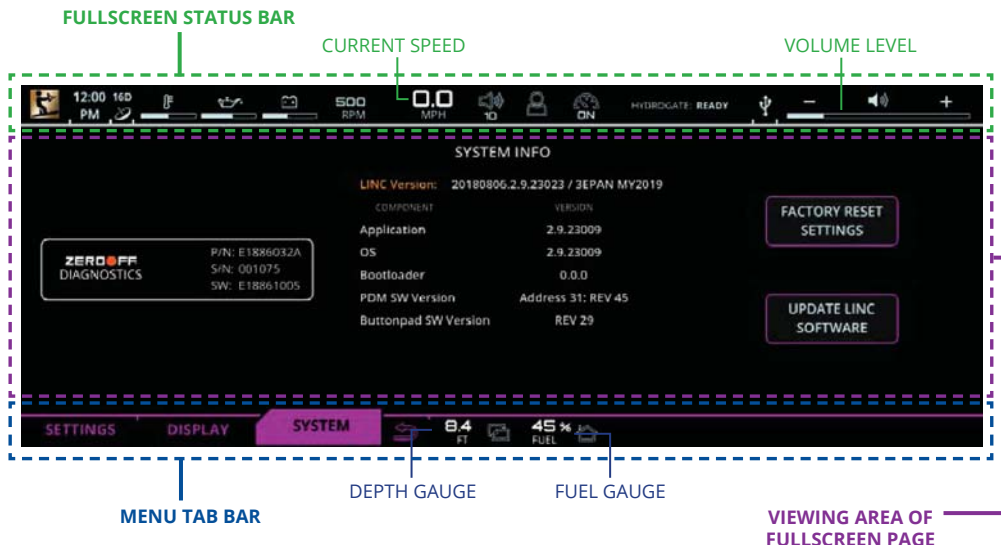 FULLSCREEN STATUS BAR
CURRENT SPEED
VOLUME LEVEL
12:00 16D
PM
500
RPM
0.0
MPH
10
ON
HYDROGATE: READY
−
+
SYSTEM INFO
LINC Version: 20180806.2.9.23023 / 3EPAN MY2019
COMPONENT VERSION
Application 2.9.23009
OS 2.9.23009
Bootloader 0.0.0
PDM SW Version Address 31: REV 45
Buttonpad SW Version REV 29
ZEROOFF
DIAGNOSTICS
P/N: E1886032A
S/N: 001075
SW: E18861005
FACTORY RESET
SETTINGS
UPDATE LINC
SOFTWARE
SETTINGS DISPLAY SYSTEM
8.4
FT
45 %
FUEL
DEPTH GAUGE
FUEL GAUGE
MENU TAB BAR
VIEWING AREA OF
FULLSCREEN PAGE